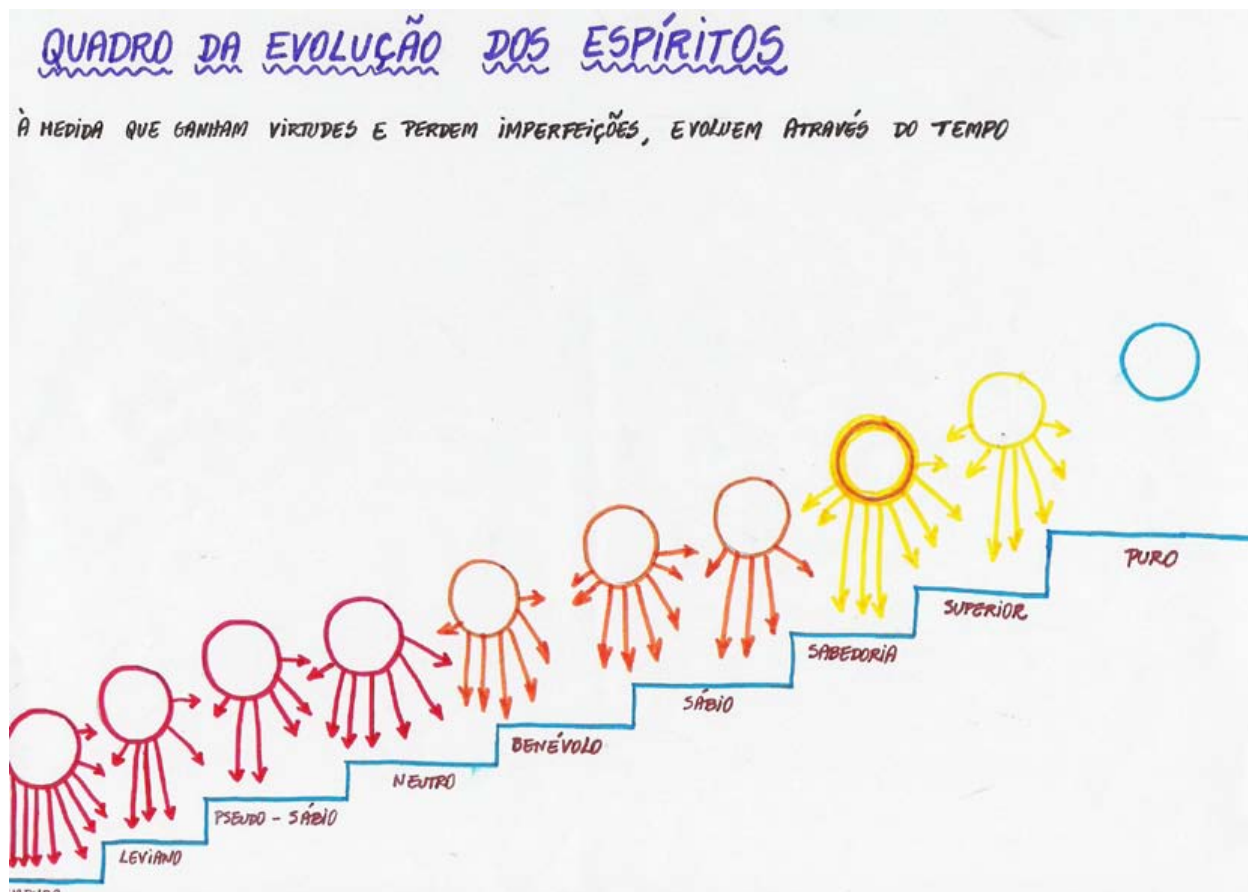 QUADRO DA EVOLUÇÃO DOS ESPÍRITOS
À MEDIDA QUE GANHAM VIRTUDES E PERDEM IMPERFEIÇÕES, EVOLUEM ATRAVÉS DO TEMPO
PURO
SUPERIOR
SABEDORIA
SÁBIO
BENÉVOLO
NEUTRO
PSEUDO - SÁBIO
LEVIANO